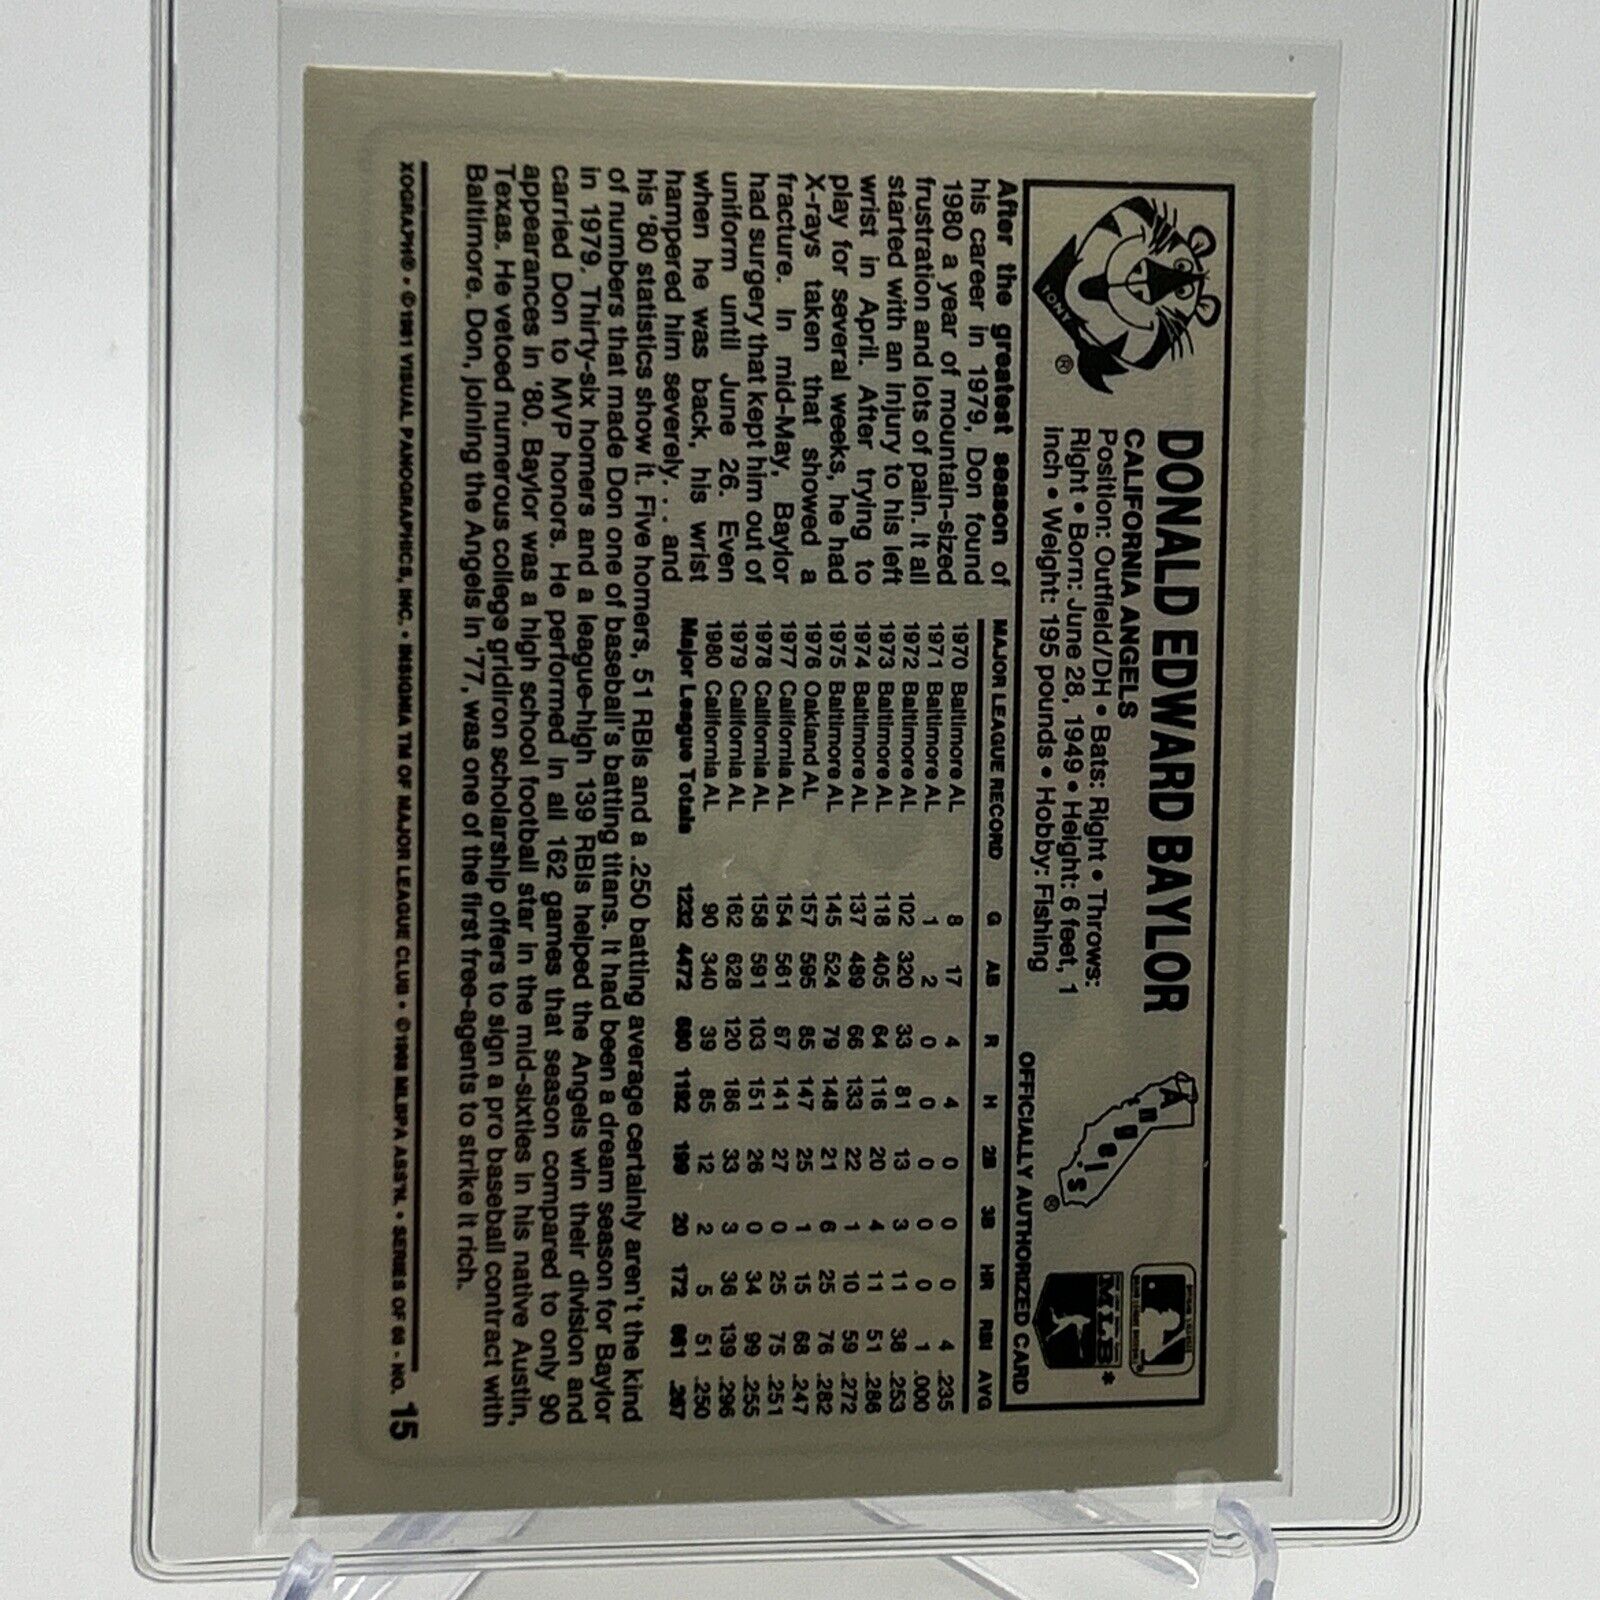 TONY
®
DONALD EDWARD BAYLOR
CALIFORNIA ANGELS
Position: Outfield/DH • Bats: Right • Throws:
Right • Born: June 28, 1949 • Height: 6 feet, 1
inch • Weight: 195 pounds • Hobby: Fishing
Angels
®
MLB*
OFFICIALLY AUTHORIZED CARD
After the greatest season of
his career in 1979, Don found
1980 a year of mountain-sized
frustration and lots of pain. It all
started with an injury to his left
wrist in April. After trying to
play for several weeks, he had
X-rays taken that showed a
fracture. In mid-May, Baylor
had surgery that kept him out of
uniform until June 26. Even
when he was back, his wrist
hampered him severely. . . and
MAJOR LEAGUE RECORD G AB R H 2B 3B HR RBI AVG
1970 Baltimore AL 8 17 4 4 0 0 0 4 .235
1971 Baltimore AL 1 2 0 0 0 0 0 1 .000
1972 Baltimore AL 102 320 33 81 13 3 11 38 .253
1973 Baltimore AL 118 405 64 116 20 4 11 51 .286
1974 Baltimore AL 137 489 66 133 22 1 10 59 .272
1975 Baltimore AL 145 524 79 148 21 6 25 76 .282
1976 Oakland AL 157 595 85 147 25 1 15 68 .247
1977 California AL 154 561 87 141 27 0 25 75 .251
1978 California AL 158 591 103 151 26 0 34 99 .255
1979 California AL 162 628 120 186 33 3 36 139 .296
1980 California AL 90 340 39 85 12 2 5 51 .250
Major League Totals 1232 4472 680 1192 199 20 172 661 .267
his '80 statistics show it. Five homers, 51 RBIs and a .250 batting average certainly aren't the kind
of numbers that made Don one of baseball's batting titans. It had been a dream season for Baylor
in 1979. Thirty-six homers and a league-high 139 RBIs helped the Angels win their division and
carried Don to MVP honors. He performed in all 162 games that season compared to only 90
appearances in '80. Baylor was a high school football star in the mid-sixties in his native Austin,
Texas. He vetoed numerous college gridiron scholarship offers to sign a pro baseball contract with
Baltimore. Don, joining the Angels in '77, was one of the first free-agents to strike it rich.
XOGRAPH® • ©1981 VISUAL PANOGRAPHICS, INC. • INSIGNIA TM OF MAJOR LEAGUE CLUB • ©1968 MLBPA ASS'N. • SERIES OF 66 - NO. 15